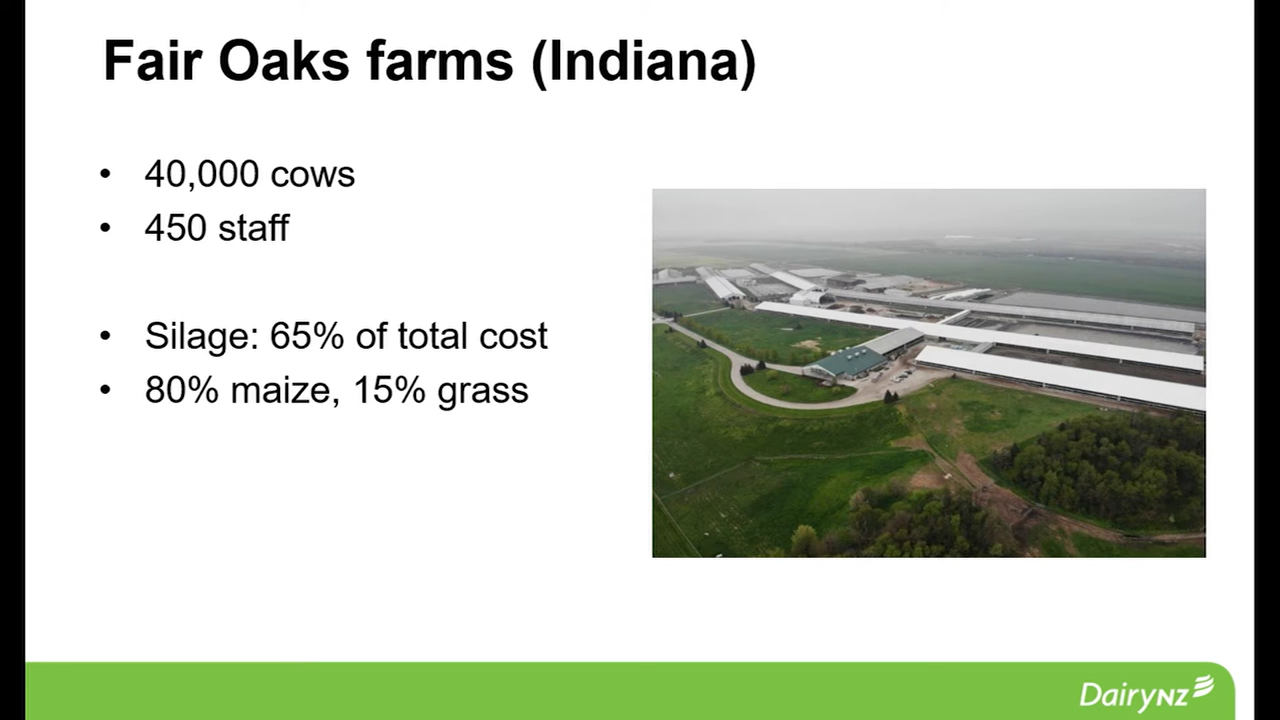 Fair Oaks farms (Indiana)
• 40,000 cows
• 450 staff
• Silage: 65% of total cost
• 80% maize, 15% grass
DairyNZ